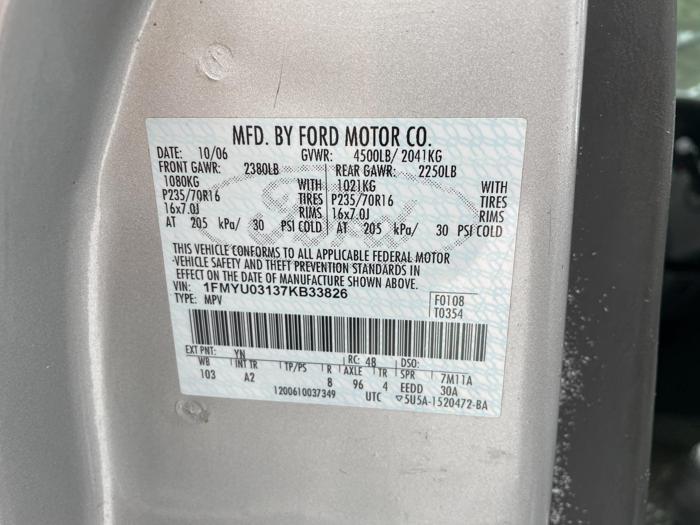 MFD. BY FORD MOTOR CO.
DATE: 10/06 GVWR: 4500LB/ 2041KG
FRONT GAWR: 2380LB REAR GAWR: 2250LB
1080KG WITH 1021KG WITH
P235/70R16 TIRES P235/70R16 TIRES
16x7.0J RIMS 16x7.0J RIMS
AT 205 kPa/ 30 PSI COLD AT 205 kPa/ 30 PSI COLD
THIS VEHICLE CONFORMS TO ALL APPLICABLE FEDERAL MOTOR
VEHICLE SAFETY AND THEFT PREVENTION STANDARDS IN
EFFECT ON THE DATE OF MANUFACTURE SHOWN ABOVE.
VIN: 1FMYU03137KB33826
TYPE: MPV
F0108
T0354
EXT PNT: YN RC: 48 DSO:
WB INT TR TP/PS R AXLE TR SPR 7M11A
103 A2 8 96 4 EEDD 30A
1200610037349 UTC ▽5U5A-1520472-BA
Ford